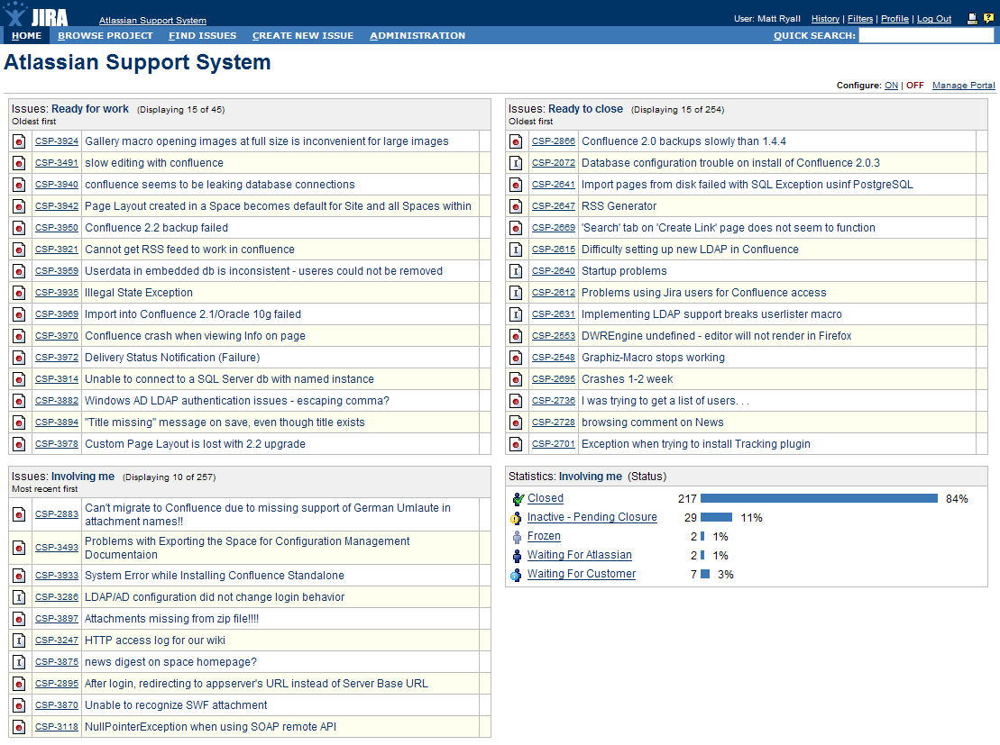 JIRA Atlassian Support System User: Matt Ryall History | Filters | Profile | Log Out
HOME BROWSE PROJECT FIND ISSUES CREATE NEW ISSUE ADMINISTRATION QUICK SEARCH:
Atlassian Support System
Configure: ON | OFF Manage Portal
Issues: Ready for work (Displaying 15 of 45)
Oldest first
CSP-3924 Gallery macro opening images at full size is inconvenient for large images
CSP-3491 slow editing with confluence
CSP-3940 confluence seems to be leaking database connections
CSP-3942 Page Layout created in a Space becomes default for Site and all Spaces within
CSP-3950 Confluence 2.2 backup failed
CSP-3921 Cannot get RSS feed to work in confluence
CSP-3959 Userdata in embedded db is inconsistent - useres could not be removed
CSP-3935 Illegal State Exception
CSP-3969 Import into Confluence 2.1/Oracle 10g failed
CSP-3970 Confluence crash when viewing Info on page
CSP-3972 Delivery Status Notification (Failure)
CSP-3914 Unable to connect to a SQL Server db with named instance
CSP-3882 Windows AD LDAP authentication issues - escaping comma?
CSP-3894 "Title missing" message on save, even though title exists
CSP-3978 Custom Page Layout is lost with 2.2 upgrade
Issues: Ready to close (Displaying 15 of 254)
Oldest first
CSP-2866 Confluence 2.0 backups slowly than 1.4.4
CSP-2072 Database configuration trouble on install of Confluence 2.0.3
CSP-2641 Import pages from disk failed with SQL Exception usinf PostgreSQL
CSP-2647 RSS Generator
CSP-2669 'Search' tab on 'Create Link' page does not seem to function
CSP-2615 Difficulty setting up new LDAP in Confluence
CSP-2640 Startup problems
CSP-2612 Problems using Jira users for Confluence access
CSP-2631 Implementing LDAP support breaks userlister macro
CSP-2553 DWREngine undefined - editor will not render in Firefox
CSP-2548 Graphiz-Macro stops working
CSP-2695 Crashes 1-2 week
CSP-2736 I was trying to get a list of users. . .
CSP-2728 browsing comment on News
CSP-2701 Exception when trying to install Tracking plugin
Issues: Involving me (Displaying 10 of 257)
Most recent first
CSP-2883 Can't migrate to Confluence due to missing support of German Umlaute in
attachment names!!
CSP-3493 Problems with Exporting the Space for Configuration Management
Documentaion
CSP-3933 System Error while Installing Confluence Standalone
CSP-3286 LDAP/AD configuration did not change login behavior
CSP-3897 Attachments missing from zip file!!!!
CSP-3247 HTTP access log for our wiki
CSP-3875 news digest on space homepage?
CSP-2895 After login, redirecting to appserver's URL instead of Server Base URL
CSP-3870 Unable to recognize SWF attachment
CSP-3118 NullPointerException when using SOAP remote API
Statistics: Involving me (Status)
Closed 217 84%
Inactive - Pending Closure 29 11%
Frozen 2 1%
Waiting For Atlassian 2 1%
Waiting For Customer 7 3%